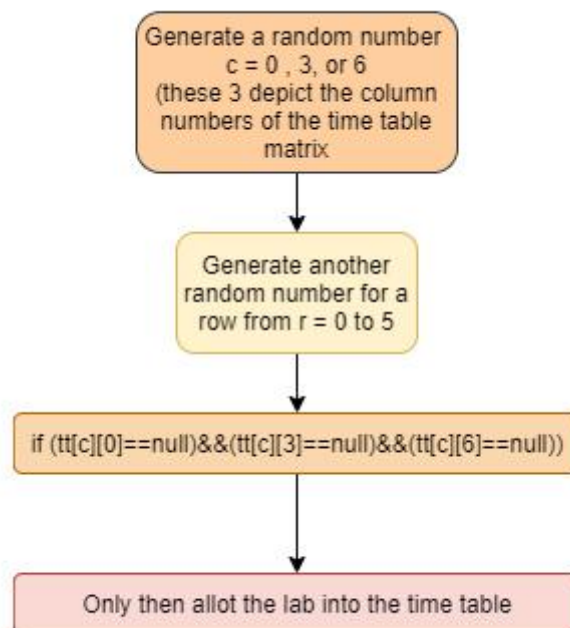 Generate a random number
c = 0 , 3, or 6
(these 3 depict the column
numbers of the time table
matrix
Generate another
random number for a
row from r = 0 to 5
if (tt[c][0]==null)&&(tt[c][3]==null)&&(tt[c][6]==null))
Only then allot the lab into the time table